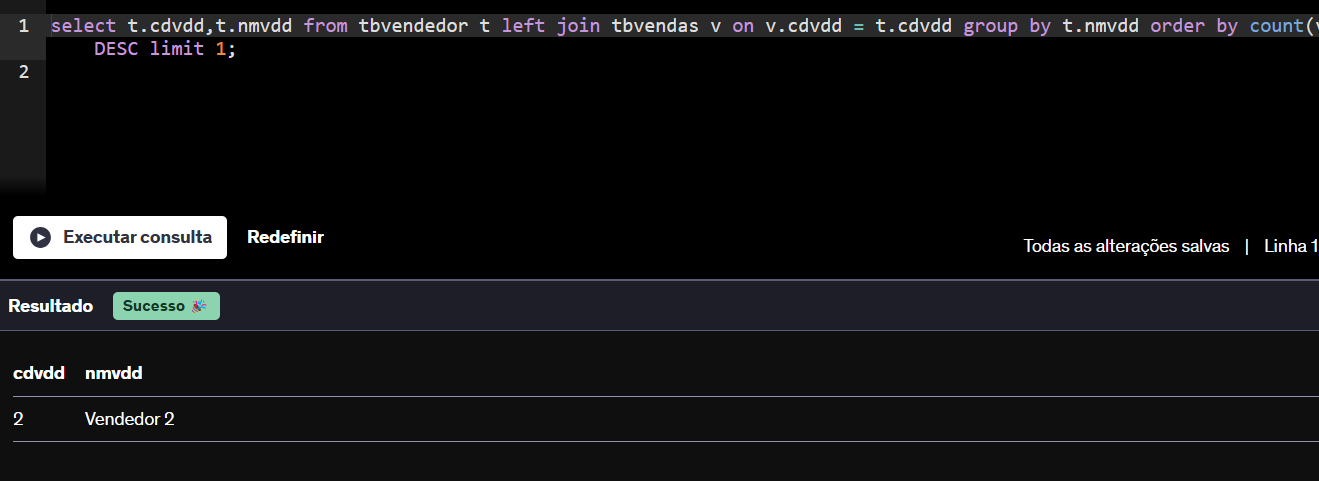 1 select t.cdvdd,t.nmvdd from tbvendedor t left join tbvendas v on v.cdvdd = t.cdvdd group by t.nmvdd order by count(
DESC limit 1;
2
Executar consulta Redefinir
Todas as alterações salvas | Linha 1
Resultado Sucesso 🎉
cdvdd nmvdd
2 Vendedor 2